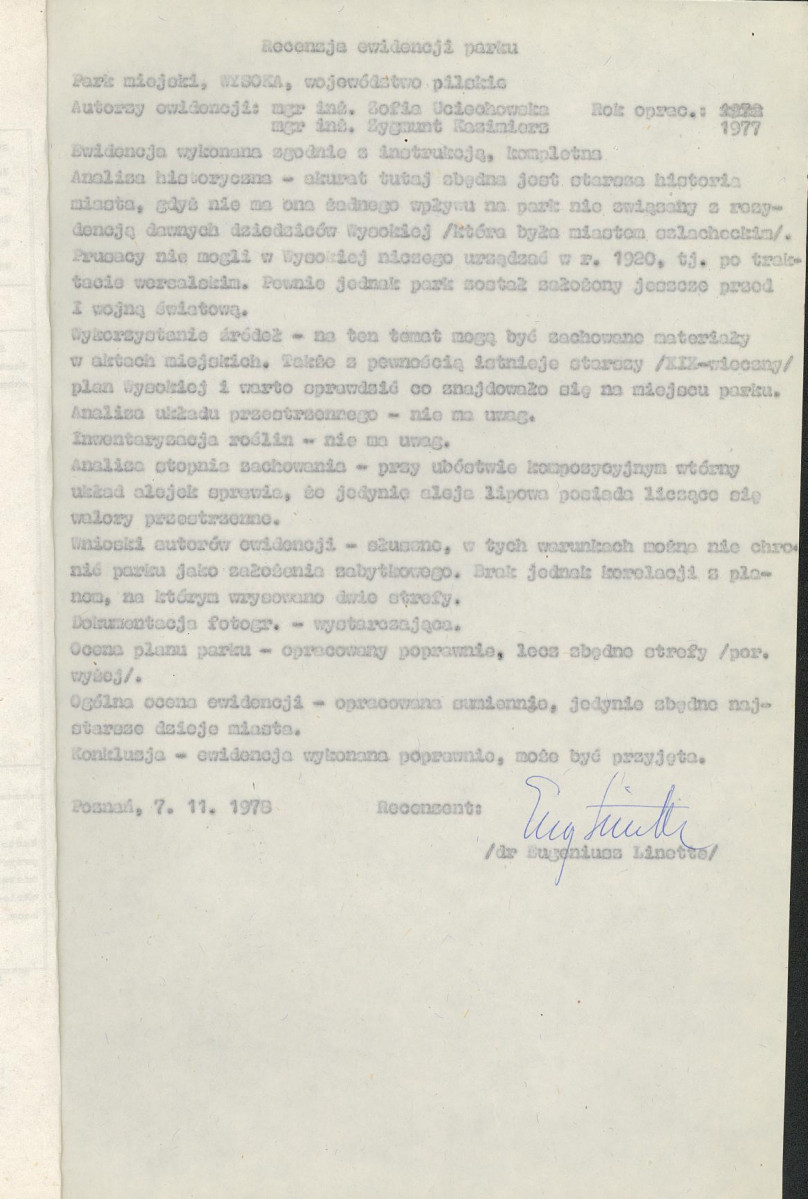 Recenzja ewidencji parku
Park miejski, WYSOKA, województwo pilskie
Autorzy ewidencji: mgr inż. Zofia Uciechowska Rok oprac.:
mgr inż. Zygmunt Kazimierz 1977
Ewidencja wykonana zgodnie z instrukcją, kompletna
Analiza historyczna - akurat tutaj zbędna jest starsza historia
miasta, gdyż nie ma ona żadnego wpływu na park nie związany z rezy-
dencją dawnych dziedziców Wysokiej /która była miastem szlacheckim/.
Prusacy nie mogli w Wysokiej niczego urządzać w r. 1920, tj. po trak-
tacie wersalskim. Pewnie jednak park został założony jeszcze przed
I wojną światową.
Wykorzystanie źródeł - na ten temat mogą być zachowane materiały
w aktach miejskich. Także z pewnością istnieje starszy /XIX-wieczny/
plan Wysokiej i warto sprawdzić co znajdowało się na miejscu parku.
Analiza układu przestrzennego - nie ma uwag.
Inwentaryzacja roślin - nie ma uwag.
Analiza stopnia zachowania - przy ubóstwie kompozycyjnym wtórny
układ alejek sprawia, że jedynie aleja lipowa posiada liczące się
walory przestrzenne.
Wnioski autorów ewidencji - słuszne, w tych warunkach można nie chro-
nić parku jako założenia zabytkowego. Brak jednak korelacji z pla-
nem, na którym wrysowano dwie strefy.
Dokumentacja fotogr. - wystarczająca.
Ocena planu parku - opracowany poprawnie, lecz zbędne strefy /por.
wyżej/.
Ogólna ocena ewidencji - opracowana sumiennie, jedynie zbędne naj-
starsze dzieje miasta.
Konkluzja - ewidencja wykonana poprawnie, może być przyjęta.
Poznań, 7. 11. 1978 Recenzent:
/dr Eugeniusz Linette/